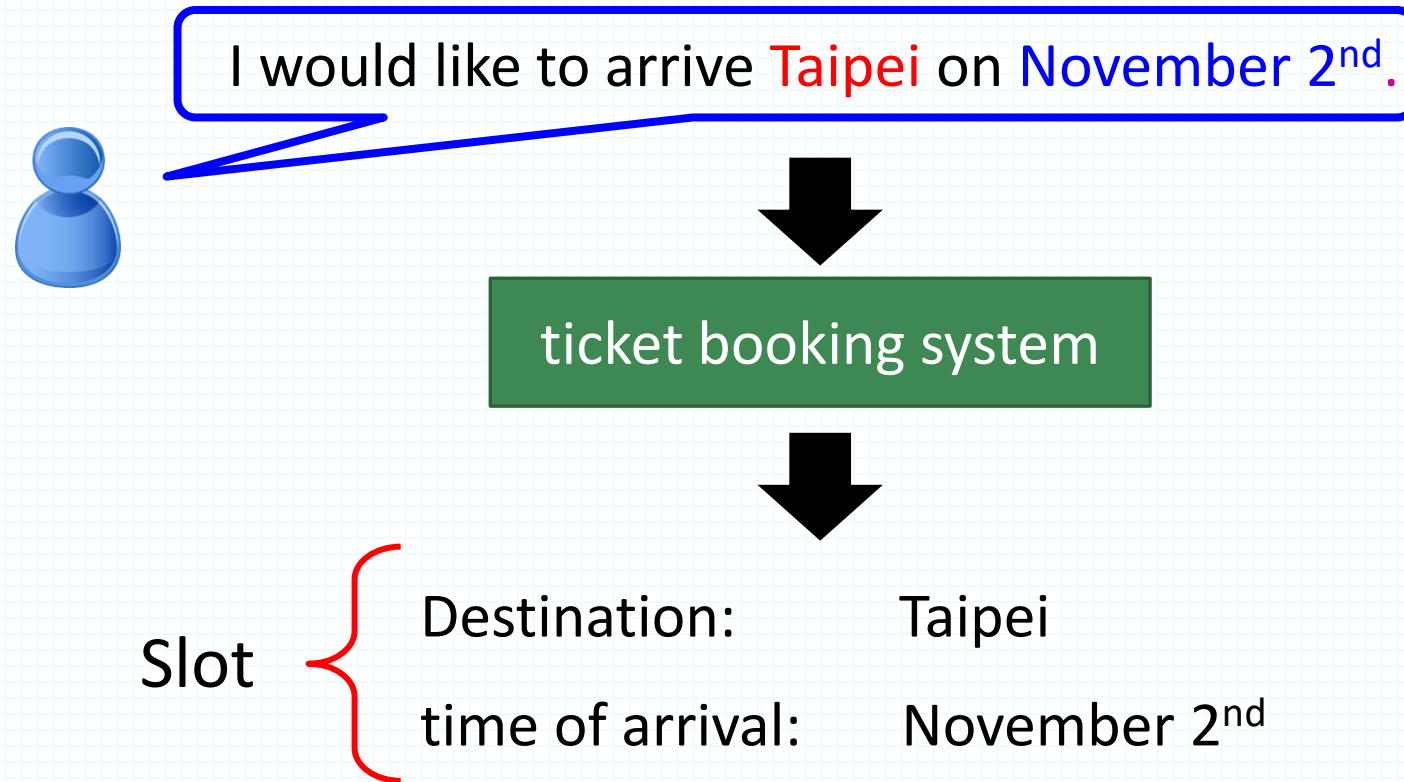 I would like to arrive Taipei on November 2nd.
ticket booking system
Destination: Taipei
Slot
time of arrival: November 2nd